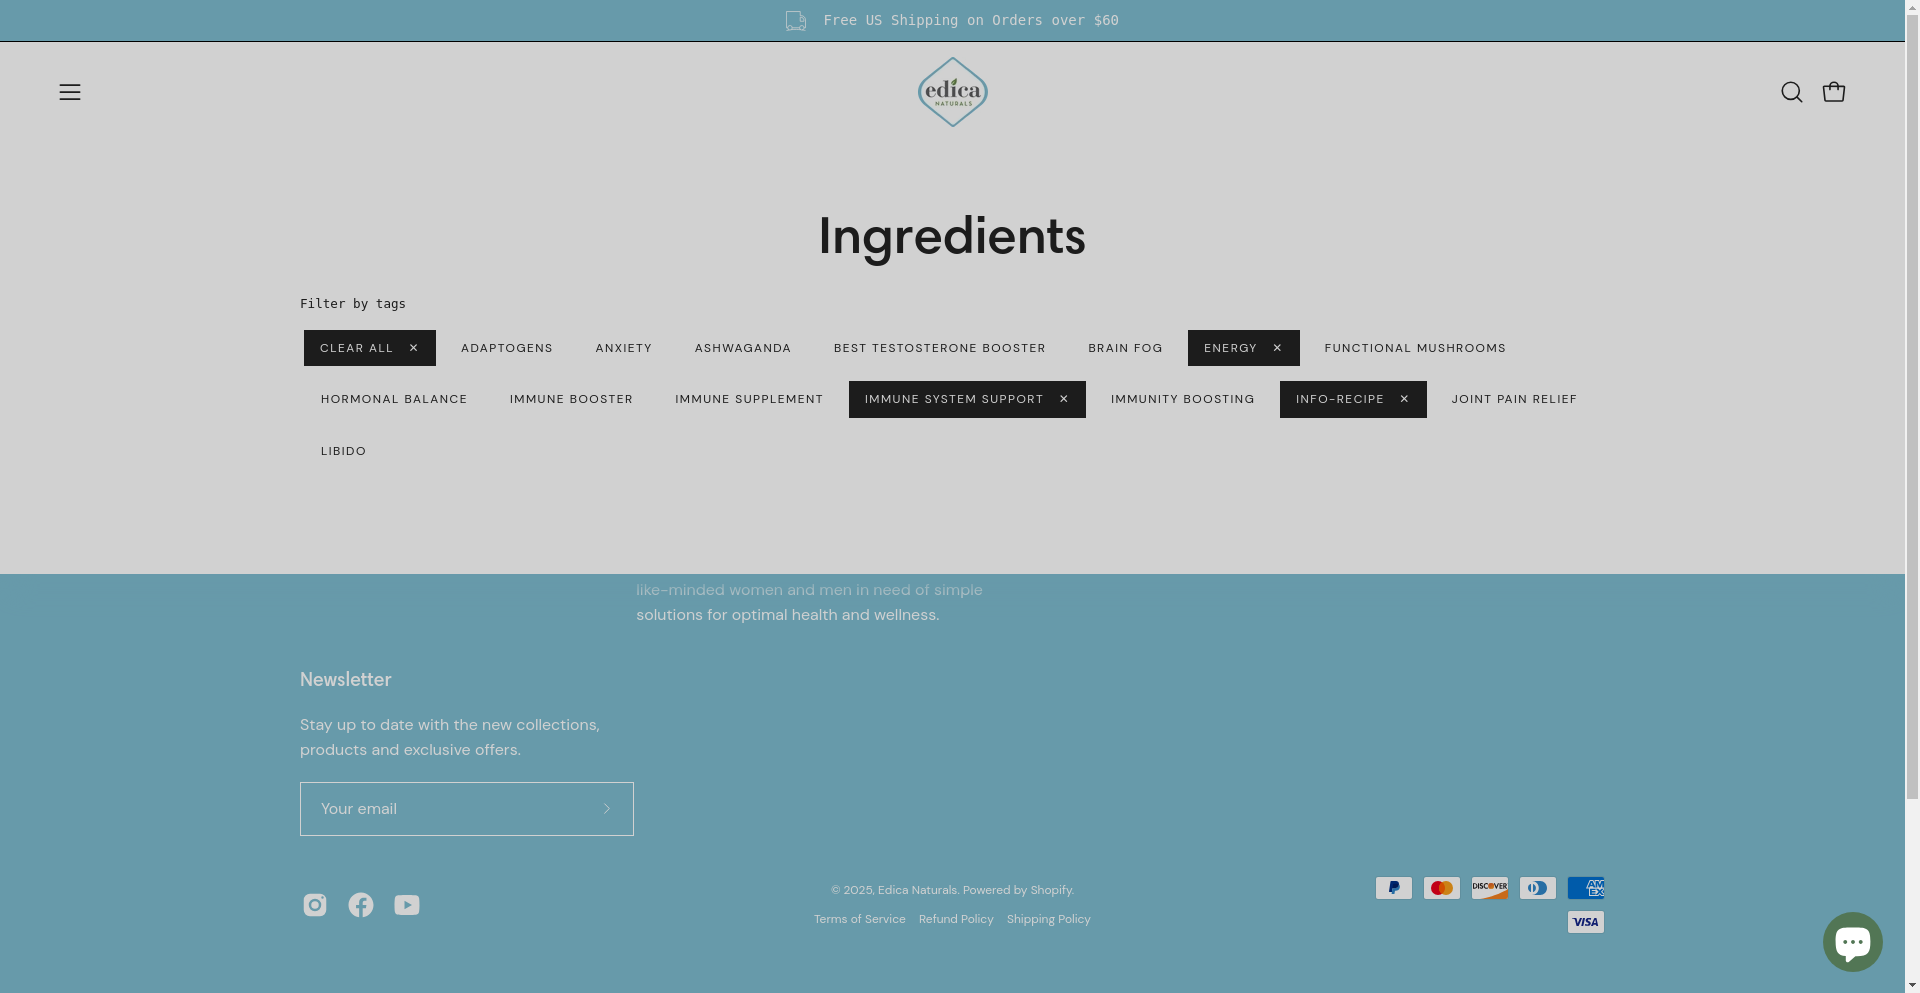 Free US Shipping on Orders over $60
edica
NATURALS
Ingredients
Filter by tags
CLEAR ALL ✕ ADAPTOGENS ANXIETY ASHWAGANDA BEST TESTOSTERONE BOOSTER BRAIN FOG ENERGY ✕ FUNCTIONAL MUSHROOMS
HORMONAL BALANCE IMMUNE BOOSTER IMMUNE SUPPLEMENT IMMUNE SYSTEM SUPPORT ✕ IMMUNITY BOOSTING INFO-RECIPE ✕ JOINT PAIN RELIEF
LIBIDO
like-minded women and men in need of simple
solutions for optimal health and wellness.
Newsletter
Stay up to date with the new collections,
products and exclusive offers.
Your email
© 2025, Edica Naturals. Powered by Shopify.
Terms of Service Refund Policy Shipping Policy
DISCOVER
AM
EX
VISA